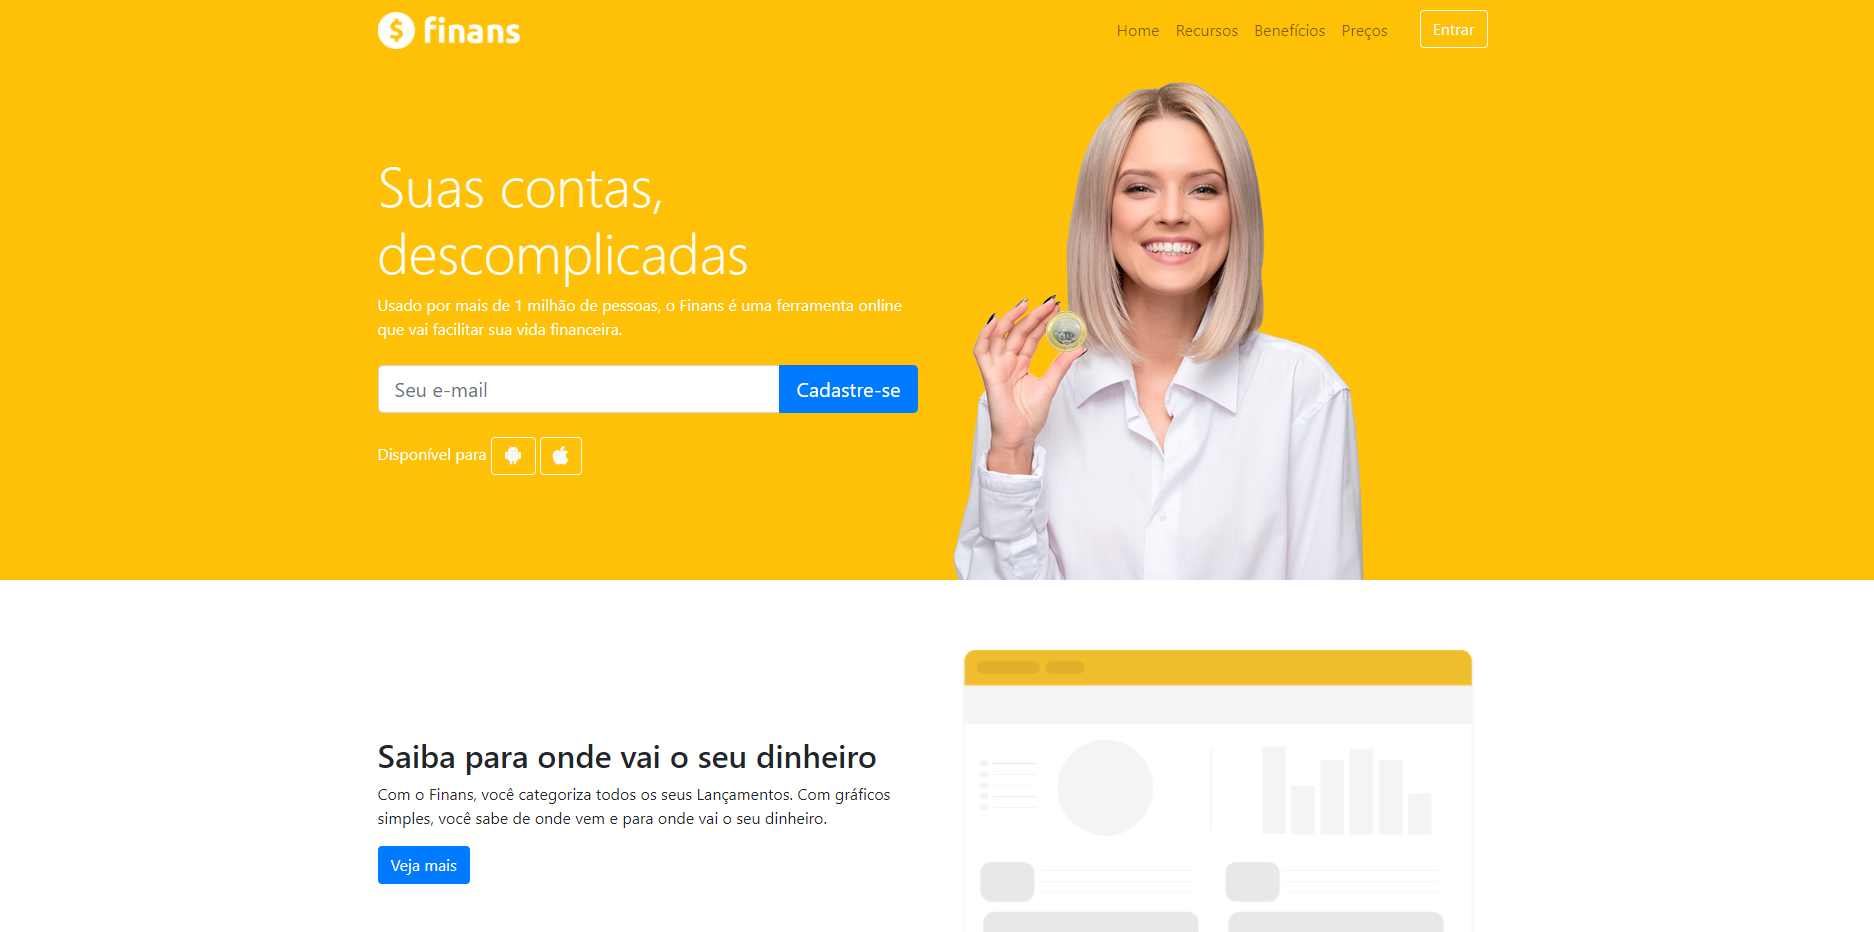 finans
Home Recursos Benefícios Preços Entrar
Suas contas,
descomplicadas
Usado por mais de 1 milhão de pessoas, o Finans é uma ferramenta online
que vai facilitar sua vida financeira.
Seu e-mail Cadastre-se
Disponível para
Saiba para onde vai o seu dinheiro
Com o Finans, você categoriza todos os seus Lançamentos. Com gráficos
simples, você sabe de onde vem e para onde vai o seu dinheiro.
Veja mais